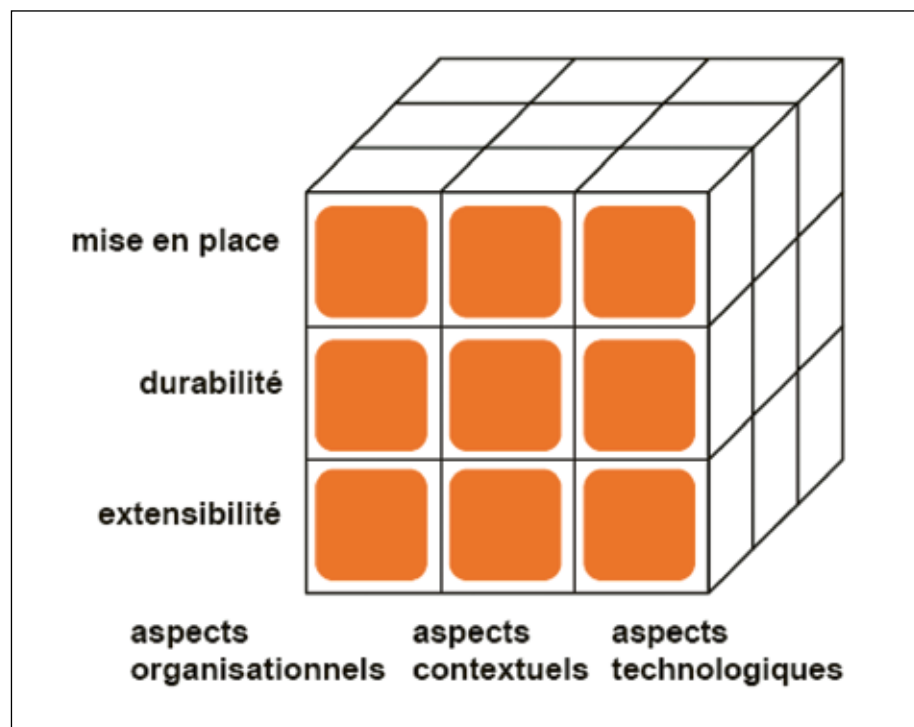 mise en place
durabilité
extensibilité
aspects
organisationnels
aspects
contextuels
aspects
technologiques